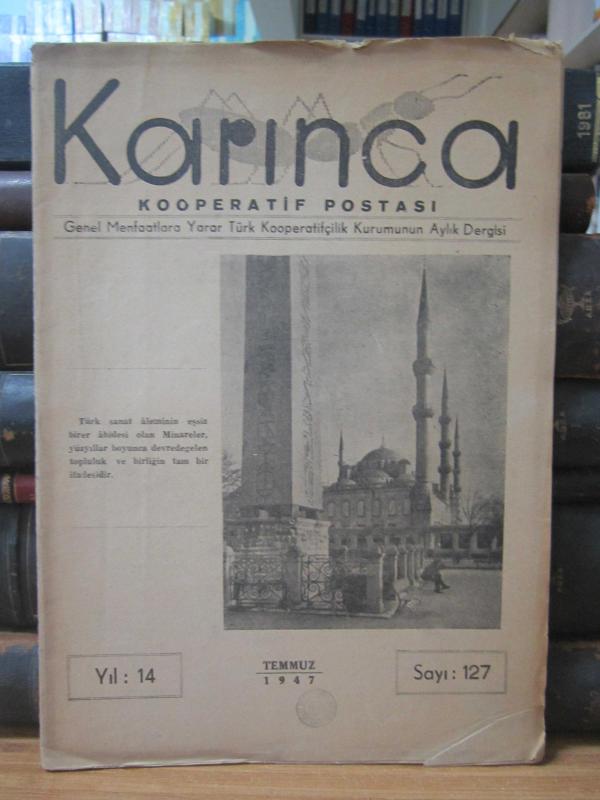 Karınca
KOOPERATİF POSTASI
Genel Menfaatlara Yarar Türk Kooperatifçilik Kurumunun Aylık Dergisi
Türk sanat âleminin eşsiz
birer âbidesi olan Minareler,
yüzyıllar boyunca devredegelen
topluluk ve birliğin tam bir
ifadesidir.
Yıl : 14
TEMMUZ
1947
Sayı : 127
1981